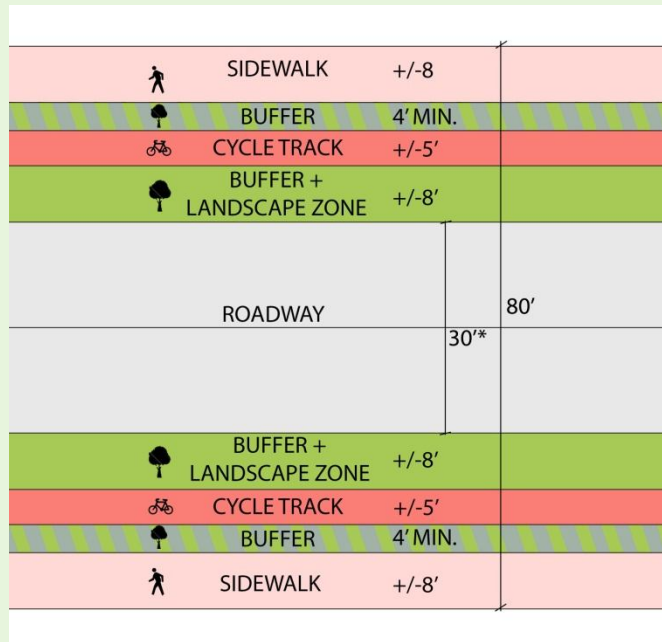 SIDEWALK +/-8
BUFFER 4' MIN.
CYCLE TRACK +/-5'
BUFFER +
LANDSCAPE ZONE +/-8'
ROADWAY
80'
30'*
BUFFER +
LANDSCAPE ZONE +/-8'
CYCLE TRACK +/-5'
BUFFER 4' MIN.
SIDEWALK +/-8'